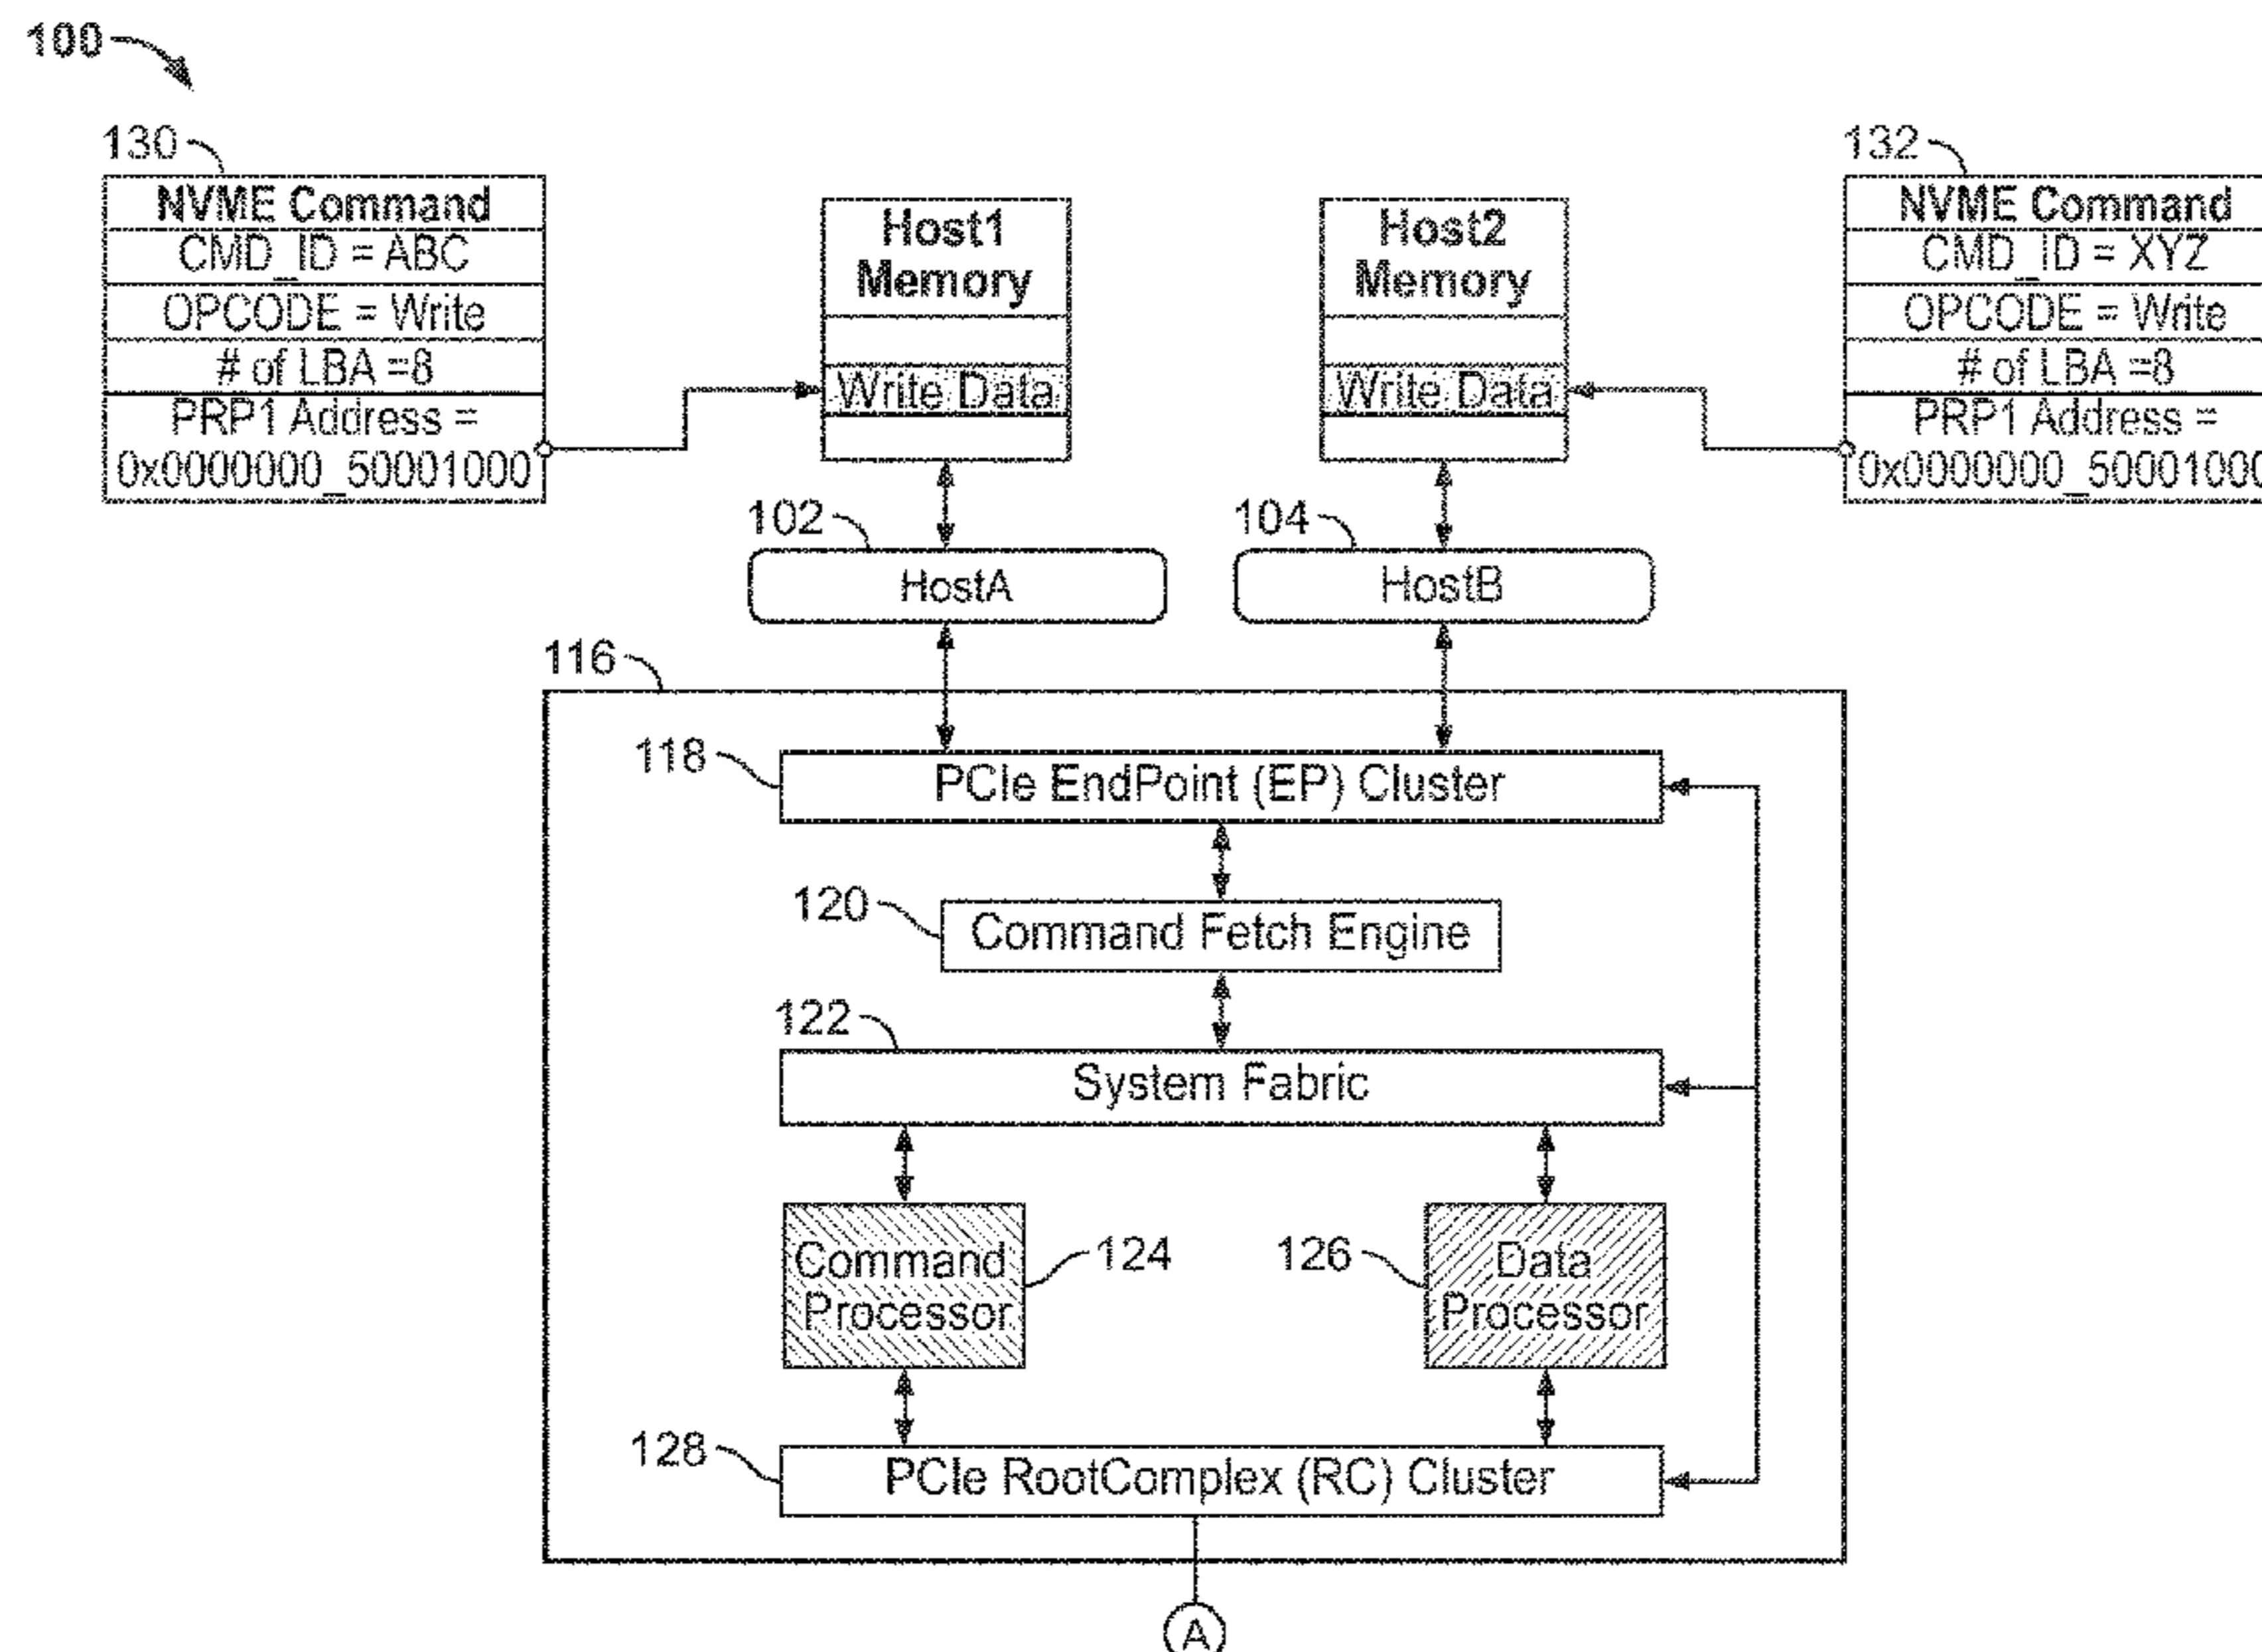 100
130
NVME Command
CMD_ID = ABC
OPCODE = Write
# of LBA =8
PRP1 Address =
0x0000000_50001000
Host1
Memory
Write Data
Host2
Memory
Write Data
132
NVME Command
CMD_ID = XYZ
OPCODE = Write
# of LBA =8
PRP1 Address =
0x0000000_50001000
102
HostA
104
HostB
116
118
PCIe EndPoint (EP) Cluster
120
Command Fetch Engine
122
System Fabric
Command
Processor
124
126
Data
Processor
128
PCIe RootComplex (RC) Cluster
A